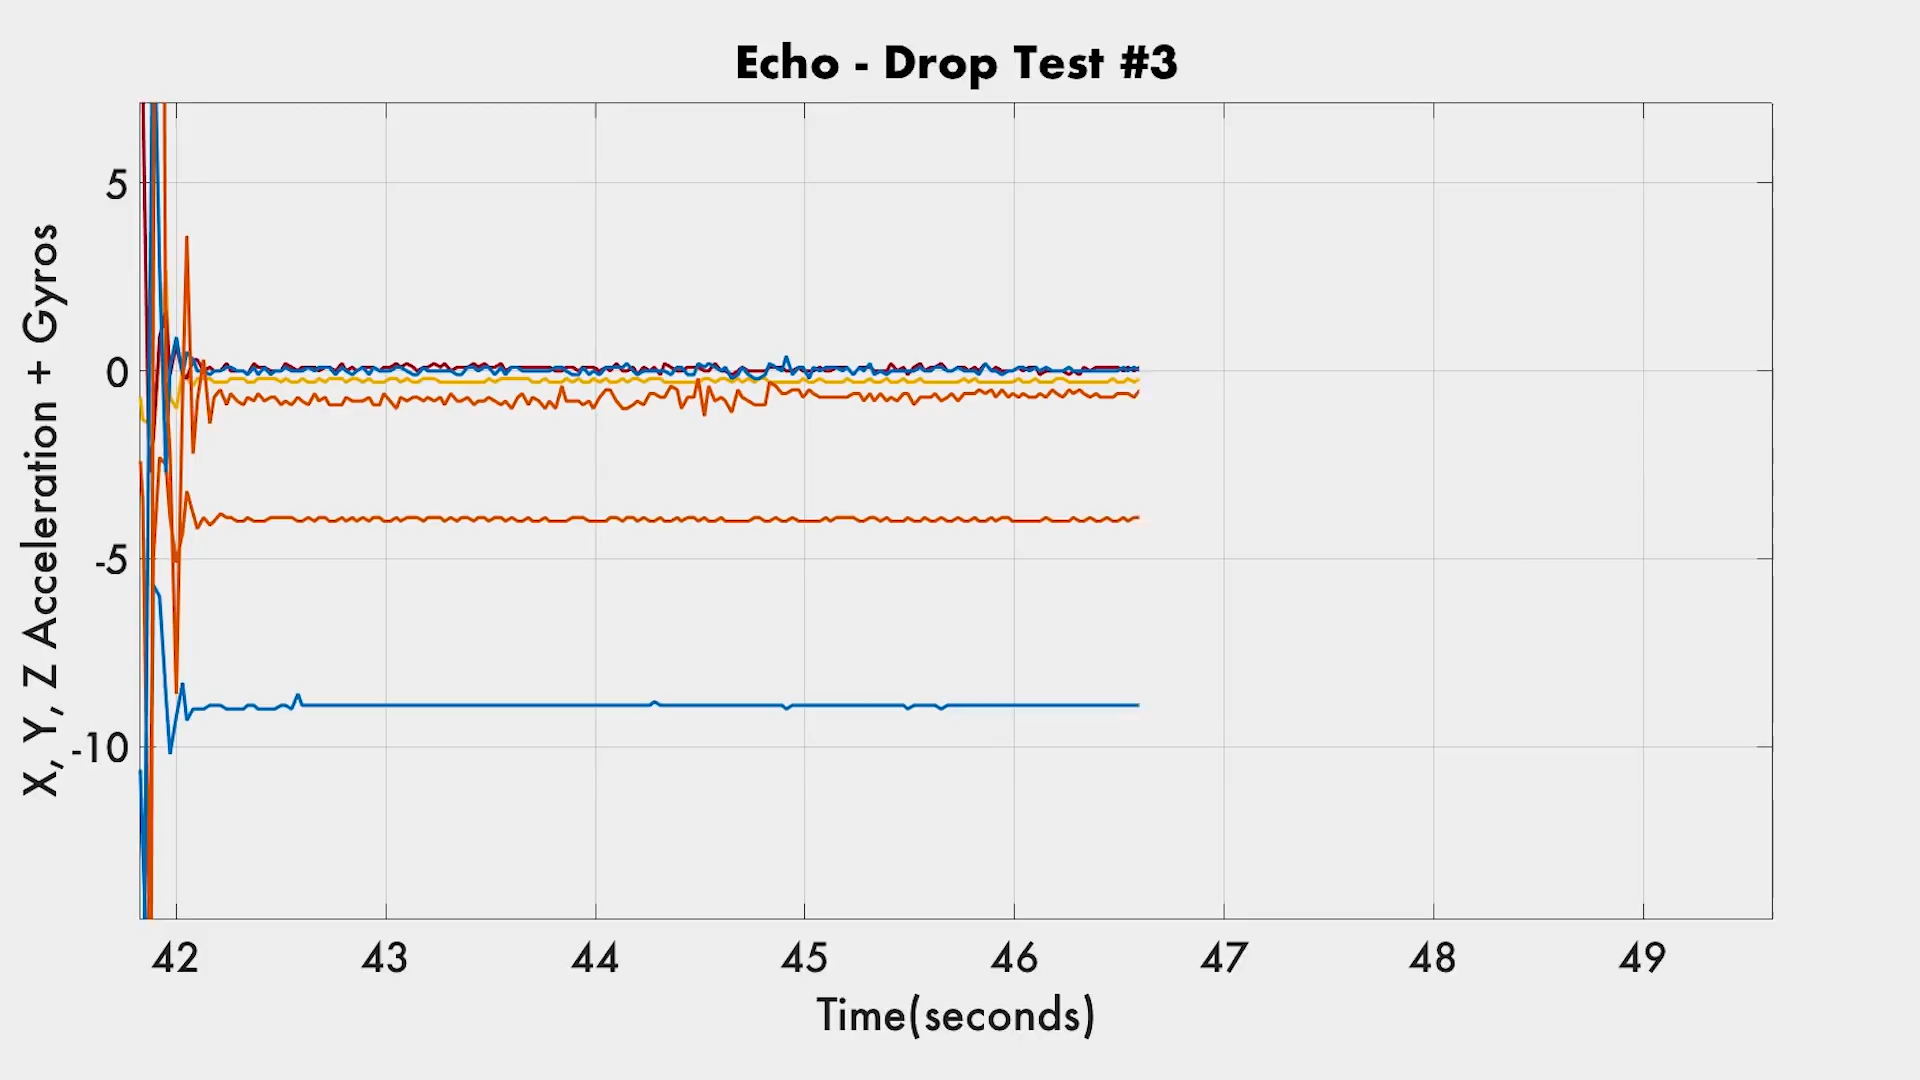 Echo - Drop Test #3
X, Y, Z Acceleration + Gyros
5
0
-5
-10
42 43 44 45 46 47 48 49
Time(seconds)